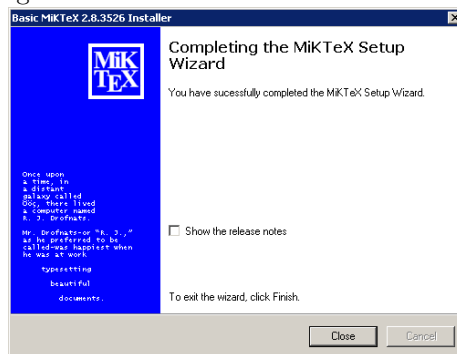 Basic MiKTeX 2.8.3526 Installer
MiK
TEX
Completing the MiKTeX Setup
Wizard
You have sucessfully completed the MiKTeX Setup Wizard.
Once upon
a time, in
a distant
galaxy called
Ööç, there lived
a computer named
R. J. Drofnats.
Mr. Drofnats-or "R. J.,"
as he preferred to be
called-was happiest when
he was at work
typesetting
beautiful
documents.
Show the release notes
To exit the wizard, click Finish.
Close
Cancel